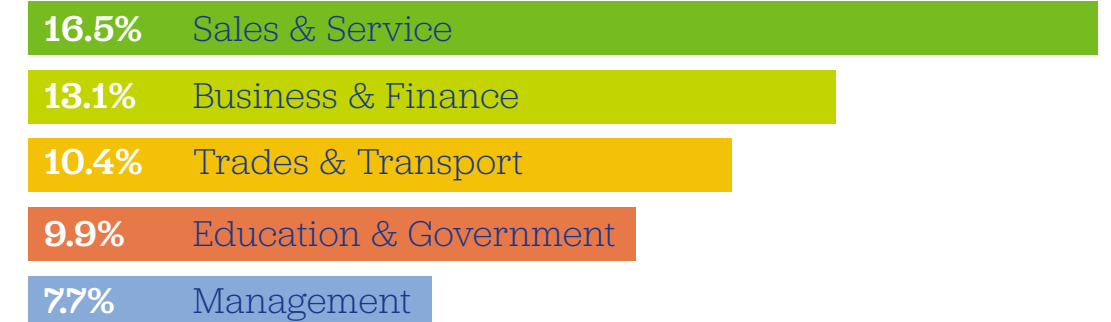 16.5% Sales & Service
13.1% Business & Finance
10.4% Trades & Transport
9.9% Education & Government
7.7% Management